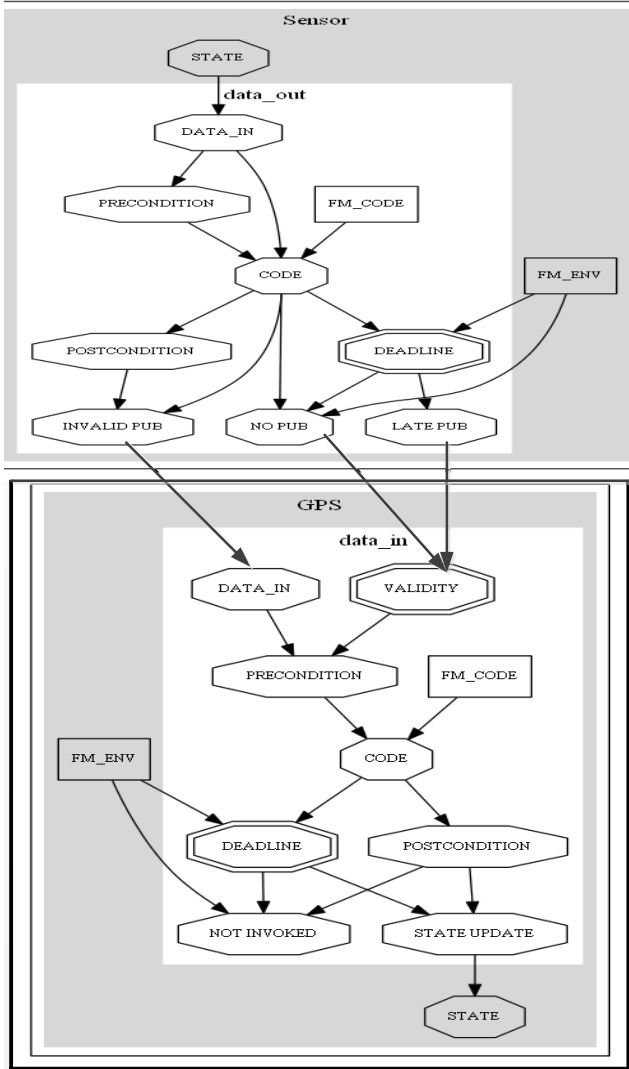 Sensor
STATE
data_out
DATA_IN
PRECONDITION
FM_CODE
CODE
FM_ENV
POSTCONDITION
DEADLINE
INVALID PUB
NO PUB
LATE PUB
GPS
data_in
DATA_IN
VALIDITY
PRECONDITION
FM_CODE
CODE
FM_ENV
DEADLINE
POSTCONDITION
NOT INVOKED
STATE UPDATE
STATE